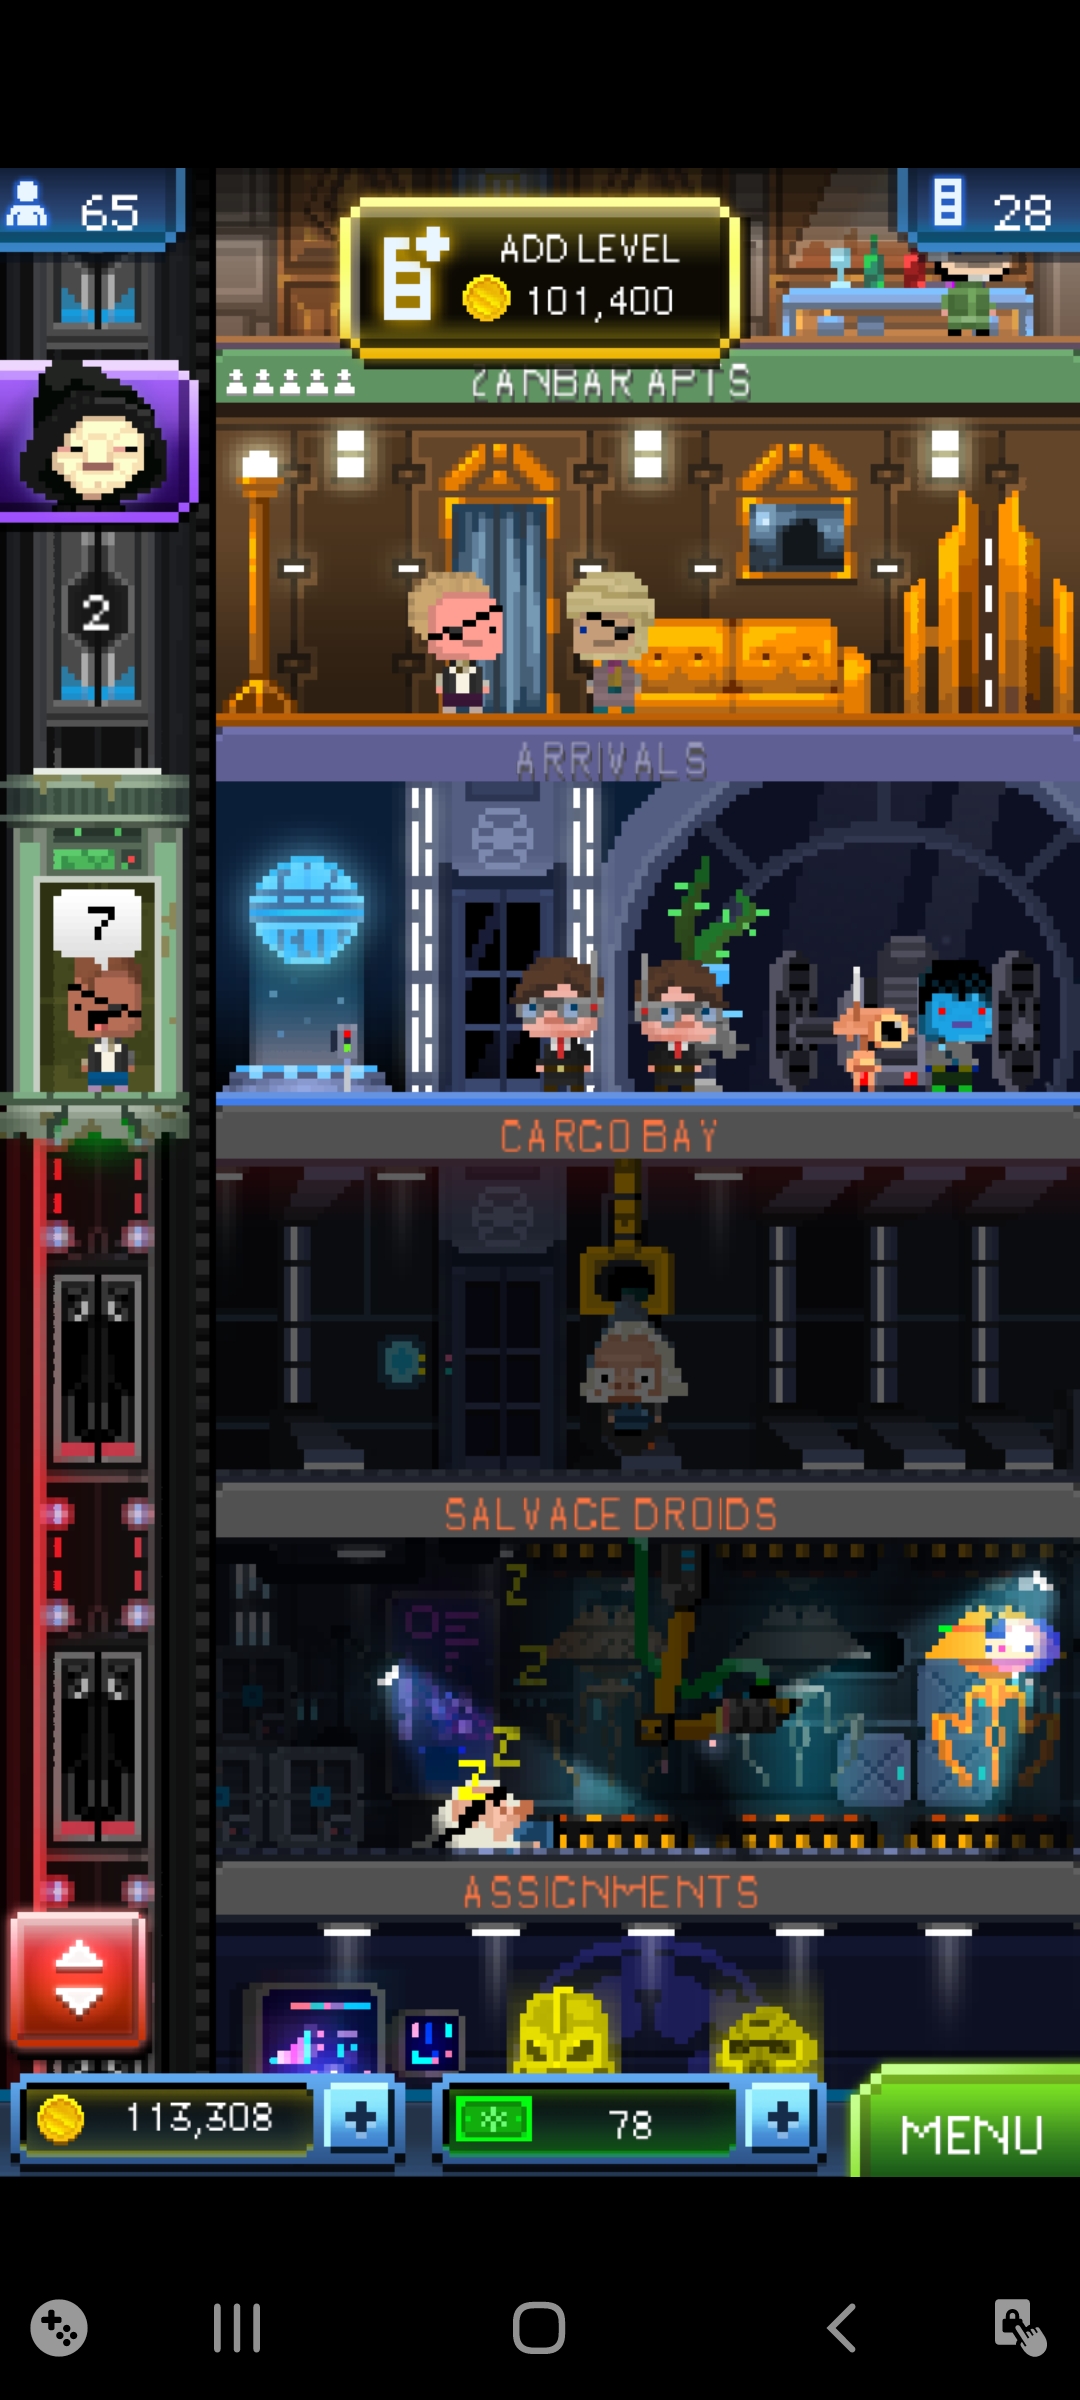 65
28
ADD LEVEL
101,400
ZANBAR APTS
2
ARRIVALS
7
CARGO BAY
SALVAGE DROIDS
Z
Z
Z
Z
ASSIGNMENTS
113,308
78
MENU